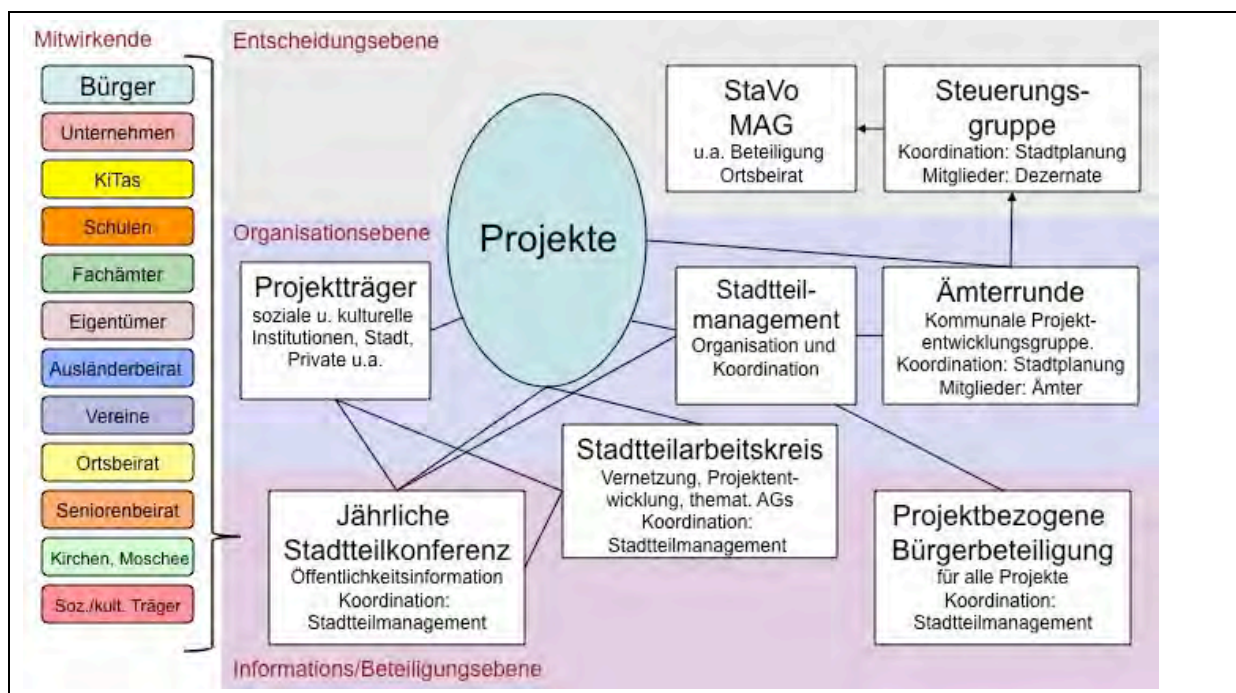 Mitwirkende
Bürger
Unternehmen
KiTas
Schulen
Fachämter
Eigentümer
Ausländerbeirat
Vereine
Ortsbeirat
Seniorenbeirat
Kirchen, Moschee
Soz./kult. Träger
Entscheidungsebene
StaVo
MAG
u.a. Beteiligung
Ortsbeirat
Steuerungs-
gruppe
Koordination: Stadtplanung
Mitglieder: Dezernate
Projekte
Organisationsebene
Projektträger
soziale u. kulturelle
Institutionen, Stadt,
Private u.a.
Stadtteil-
management
Organisation und
Koordination
Ämterrunde
Kommunale Projekt-
entwicklungsgruppe.
Koordination: Stadtplanung
Mitglieder: Ämter
Stadtteilarbeitskreis
Vernetzung, Projektent-
wicklung, themat. AGs
Koordination:
Stadtteilmanagement
Jährliche
Stadtteilkonferenz
Öffentlichkeitsinformation
Koordination:
Stadtteilmanagement
Projektbezogene
Bürgerbeteiligung
für alle Projekte
Koordination:
Stadtteilmanagement
Informations/Beteiligungsebene